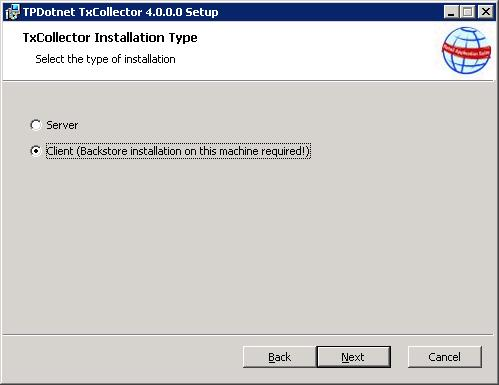 TPDotnet TxCollector 4.0.0.0 Setup
TxCollector Installation Type
Select the type of installation
Server
Client (Backstore installation on this machine required!)
Back
Next
Cancel